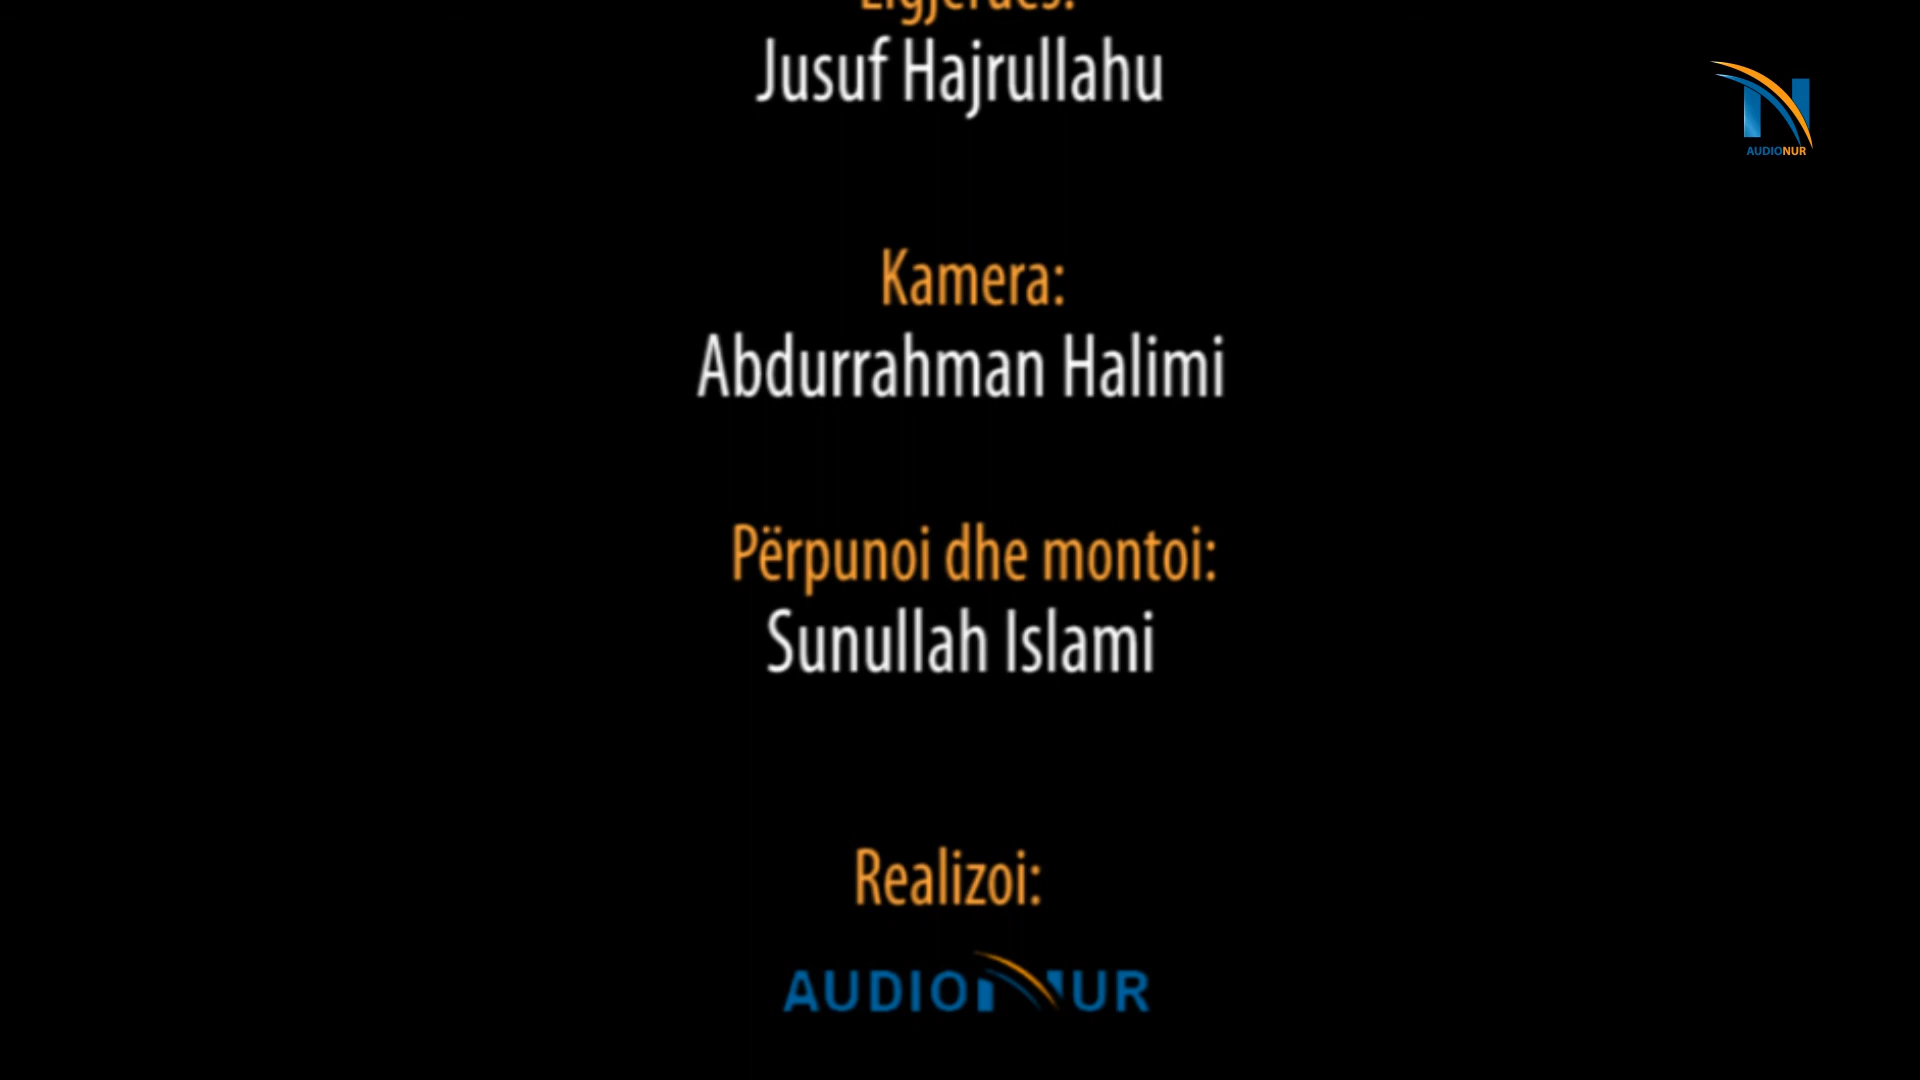 Jusuf Hajrullahu
AUDIONUR
Kamera:
Abdurrahman Halimi
Përpunoi dhe montoi:
Sunullah Islami
Realizoi:
AUDIONUR